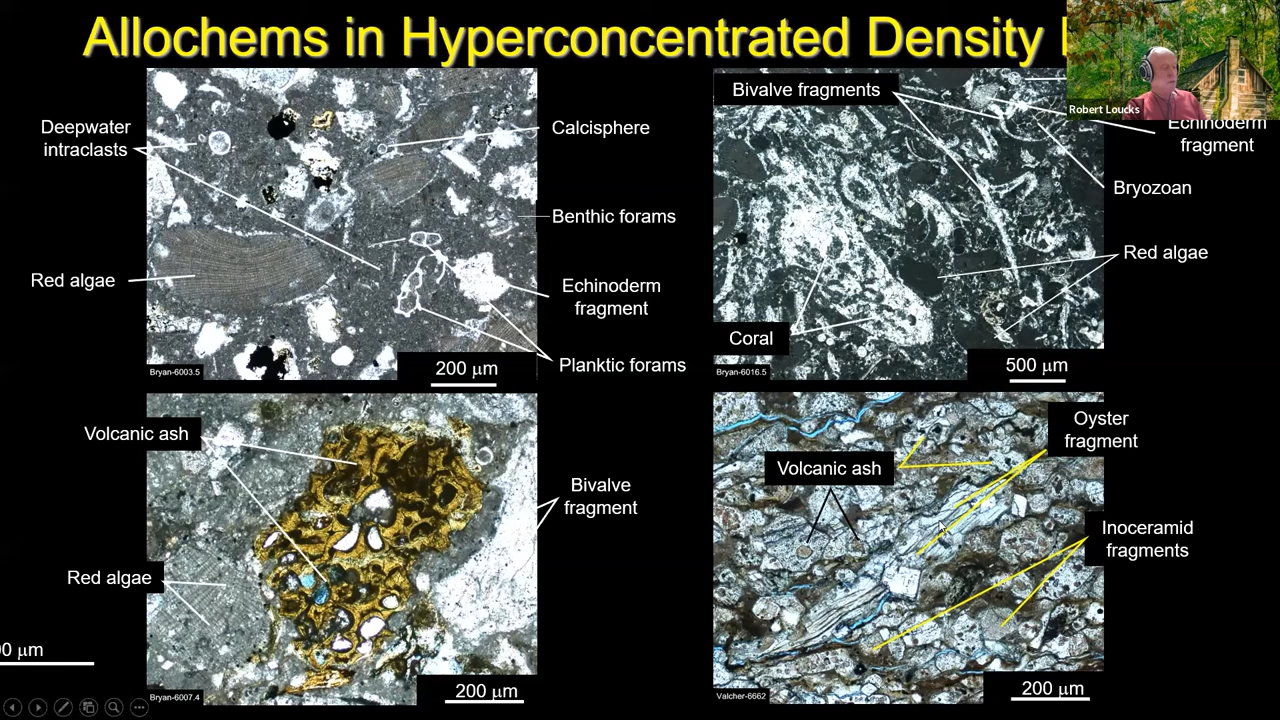 Allochems in Hyperconcentrated Density
Robert Loucks
Deepwater
intraclasts
Calcisphere
Benthic forams
Red algae
Echinoderm
fragment
Planktic forams
200 µm
Bryan-6003.5
Bivalve fragments
Echinoderm
fragment
Bryozoan
Red algae
Coral
500 µm
Bryan-6016.5
Volcanic ash
Bivalve
fragment
Red algae
200 µm
Bryan-6007.4
Oyster
fragment
Volcanic ash
Inoceramid
fragments
200 µm
Valcher-6662
0 µm